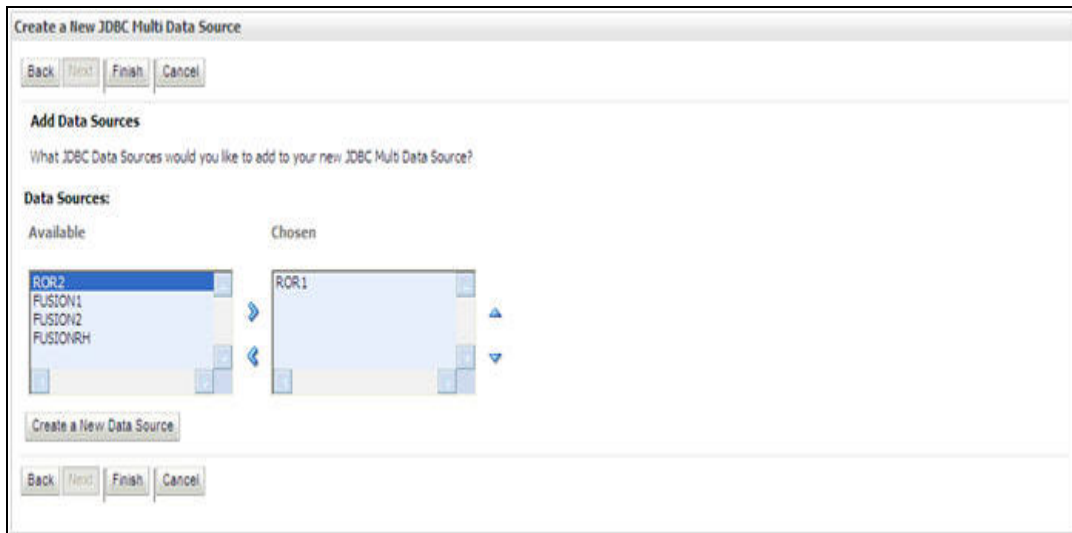 Create a New JDBC Multi Data Source
Back Next Finish Cancel
Add Data Sources
What JDBC Data Sources would you like to add to your new JDBC Multi Data Source?
Data Sources:
Available Chosen
ROR2 ROR1
FUSION1
FUSION2
FUSIONRH
Create a New Data Source
Back Next Finish Cancel